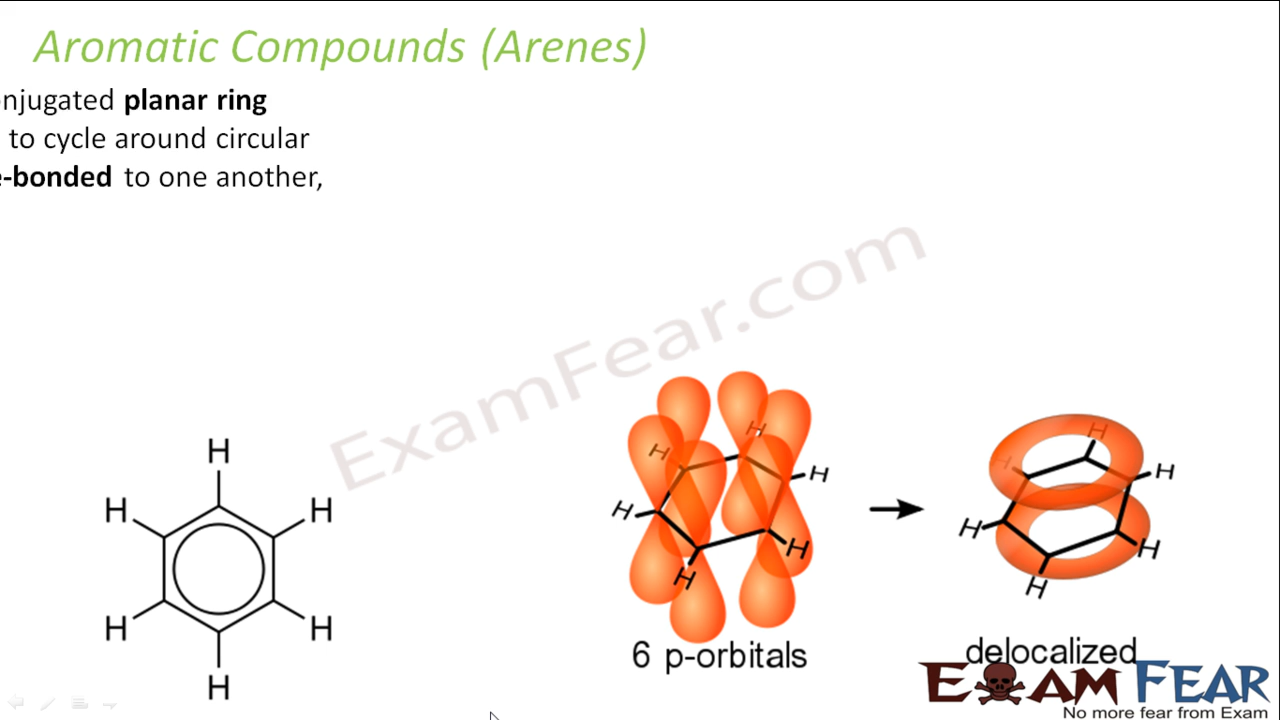 Aromatic Compounds (Arenes)
onjugated planar ring
to cycle around circular
e-bonded to one another,
ExamFear.com
H
H H
H H
H
H
H H
H
H
H
6 p-orbitals
H
H
H
H
H
delocalized
EXAM FEAR
No more fear from Exam